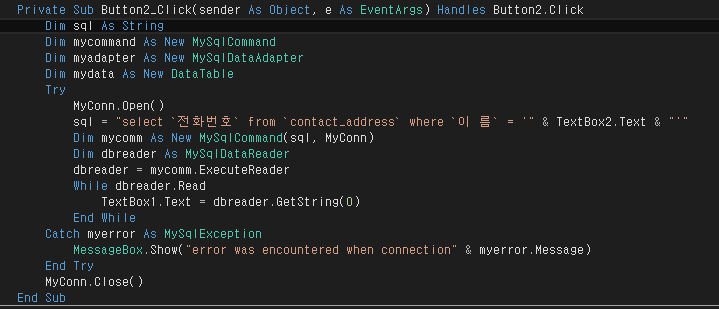 Private Sub Button2_Click(sender As Object, e As EventArgs) Handles Button2.Click
Dim sql As String
Dim mycommand As New MySqlCommand
Dim myadapter As New MySqlDataAdapter
Dim mydata As New DataTable
Try
MyConn.Open()
sql = "select `전화번호` from `contact_address` where `이 름` = '" & TextBox2.Text & "'"
Dim mycomm As New MySqlCommand(sql, MyConn)
Dim dbreader As MySqlDataReader
dbreader = mycomm.ExecuteReader
While dbreader.Read
TextBox1.Text = dbreader.GetString(0)
End While
Catch myerror As MySqlException
MessageBox.Show("error was encountered when connection" & myerror.Message)
End Try
MyConn.Close()
End Sub